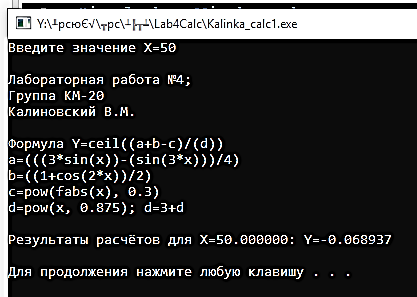 Y:\╨рсюЄ√\╤рс\┴├╥┴\Lab4Calc\Kalinka_calc1.exe
Введите значение X=50
Лабораторная работа №4;
Группа КМ-20
Калиновский В.М.
Формула Y=ceil((a+b-c)/(d))
a=(((3*sin(x))-(sin(3*x)))/4)
b=((1+cos(2*x))/2)
c=pow(fabs(x), 0.3)
d=pow(x, 0.875); d=3+d
Результаты расчётов для X=50.000000: Y=-0.068937
Для продолжения нажмите любую клавишу . . .